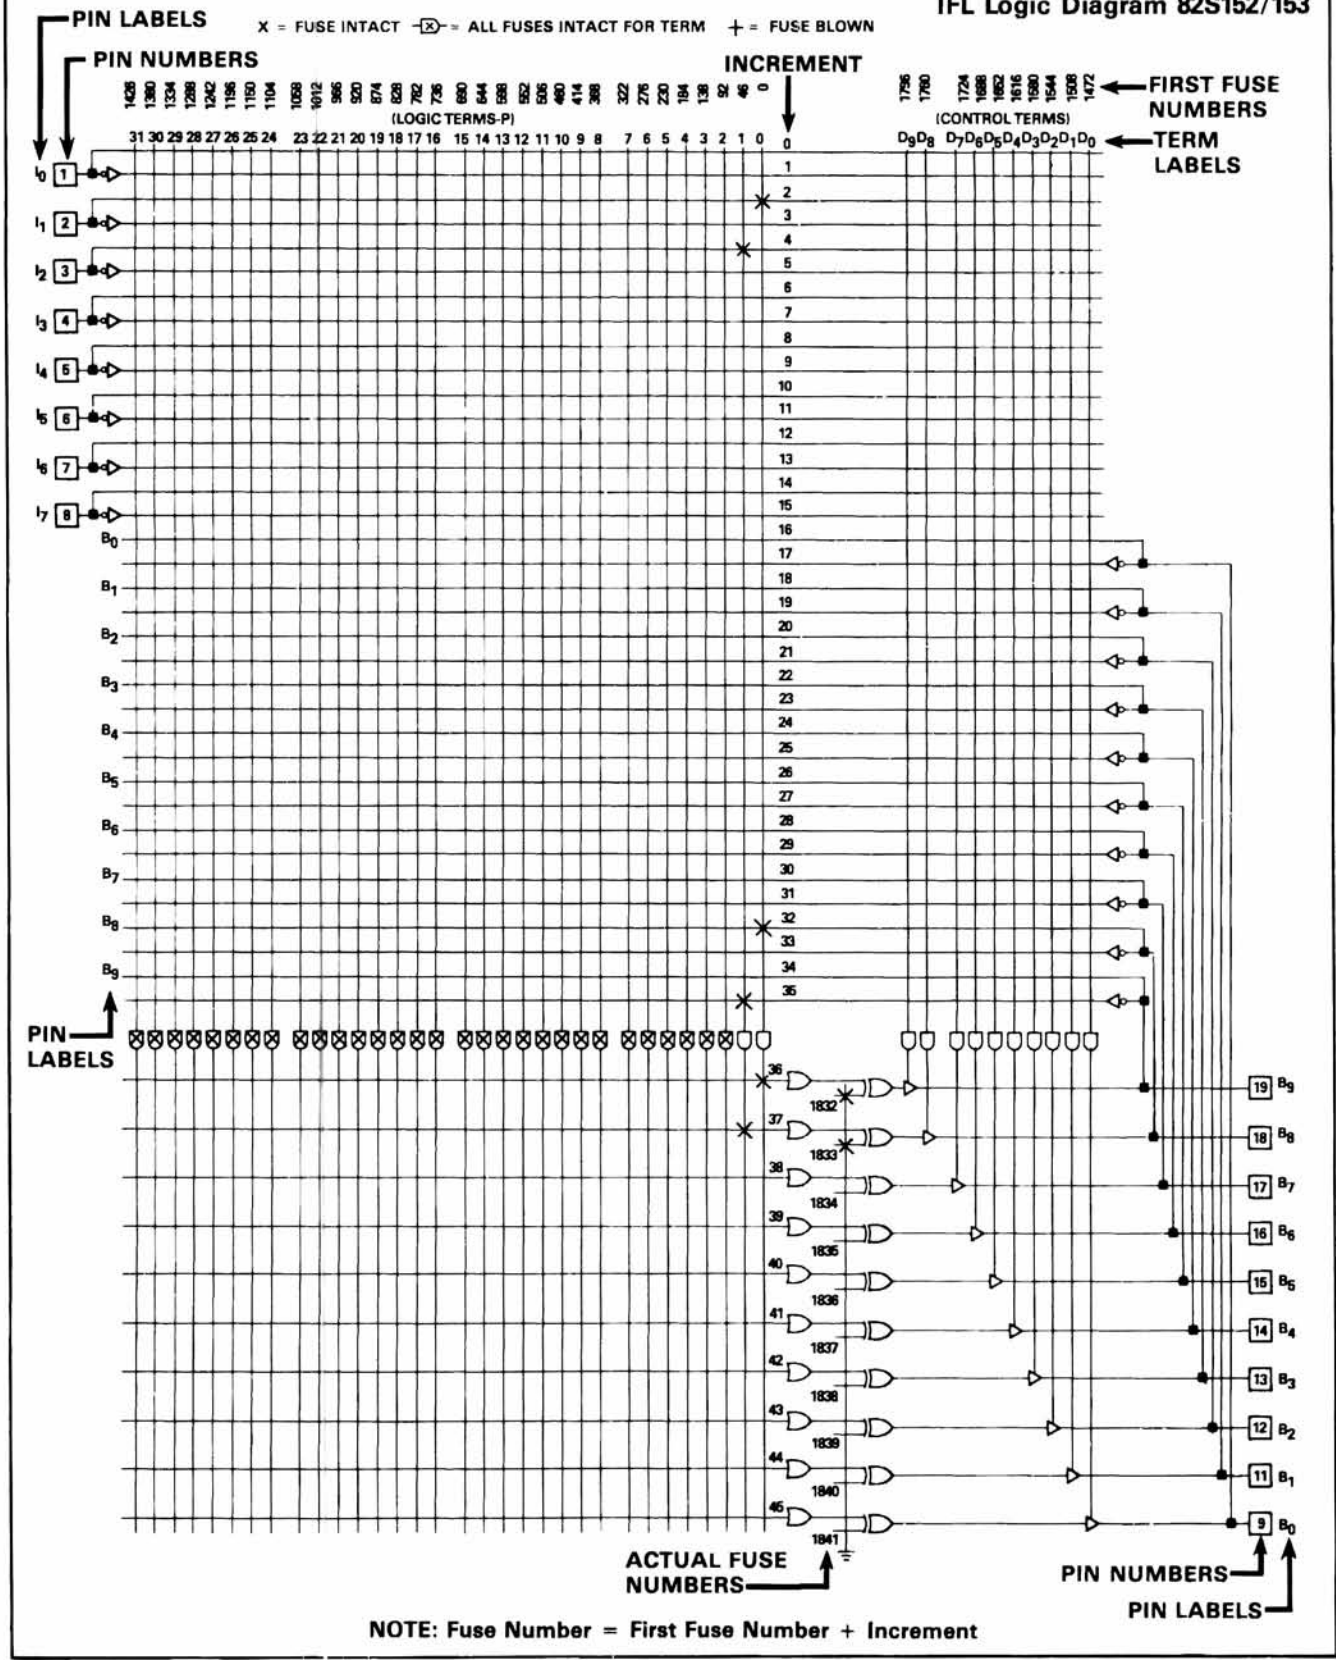 IFL Logic Diagram 82S152/153
PIN LABELS
X = FUSE INTACT -[X]- = ALL FUSES INTACT FOR TERM + = FUSE BLOWN
PIN NUMBERS
INCREMENT
FIRST FUSE NUMBERS
1426 1380 1334 1288 1242 1196 1150 1104 1058 1012 966 920 874 828 782 736 690 644 598 552 506 460 414 368 322 276 230 184 138 92 46 0
1796 1760 1724 1688 1652 1616 1580 1544 1508 1472
(LOGIC TERMS-P)
(CONTROL TERMS)
31 30 29 28 27 26 25 24 23 22 21 20 19 18 17 16 15 14 13 12 11 10 9 8 7 6 5 4 3 2 1 0
D9 D8 D7 D6 D5 D4 D3 D2 D1 D0
TERM LABELS
0
I0 1
1
2
I1 2
3
4
I2 3
5
6
I3 4
7
8
I4 5
9
10
I5 6
11
12
I6 7
13
14
I7 8
15
B0 16
17
B1 18
19
B2 20
21
B3 22
23
B4 24
25
B5 26
27
B6 28
29
B7 30
31
B8 32
33
B9 34
35
PIN LABELS
36 1832 19 B9
37 1833 18 B8
38 1834 17 B7
39 1835 16 B6
40 1836 15 B5
41 1837 14 B4
42 1838 13 B3
43 1839 12 B2
44 1840 11 B1
45 1841 9 B0
ACTUAL FUSE NUMBERS
PIN NUMBERS
PIN LABELS
NOTE: Fuse Number = First Fuse Number + Increment